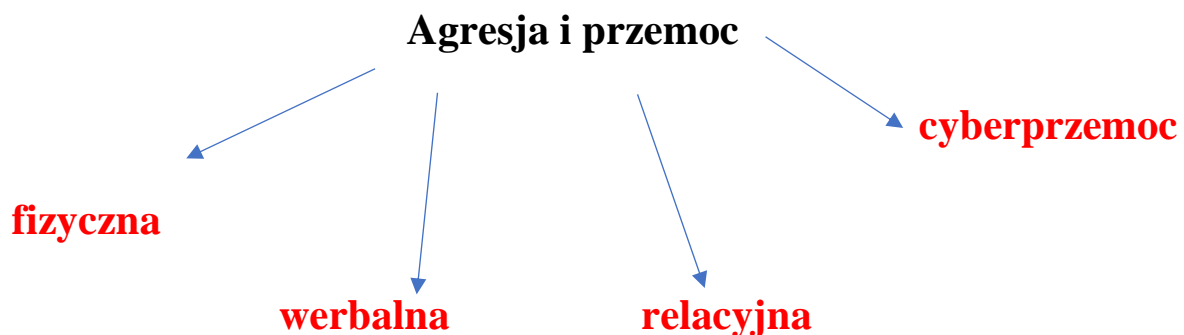 Agresja i przemoc
cyberprzemoc
fizyczna
werbalna
relacyjna